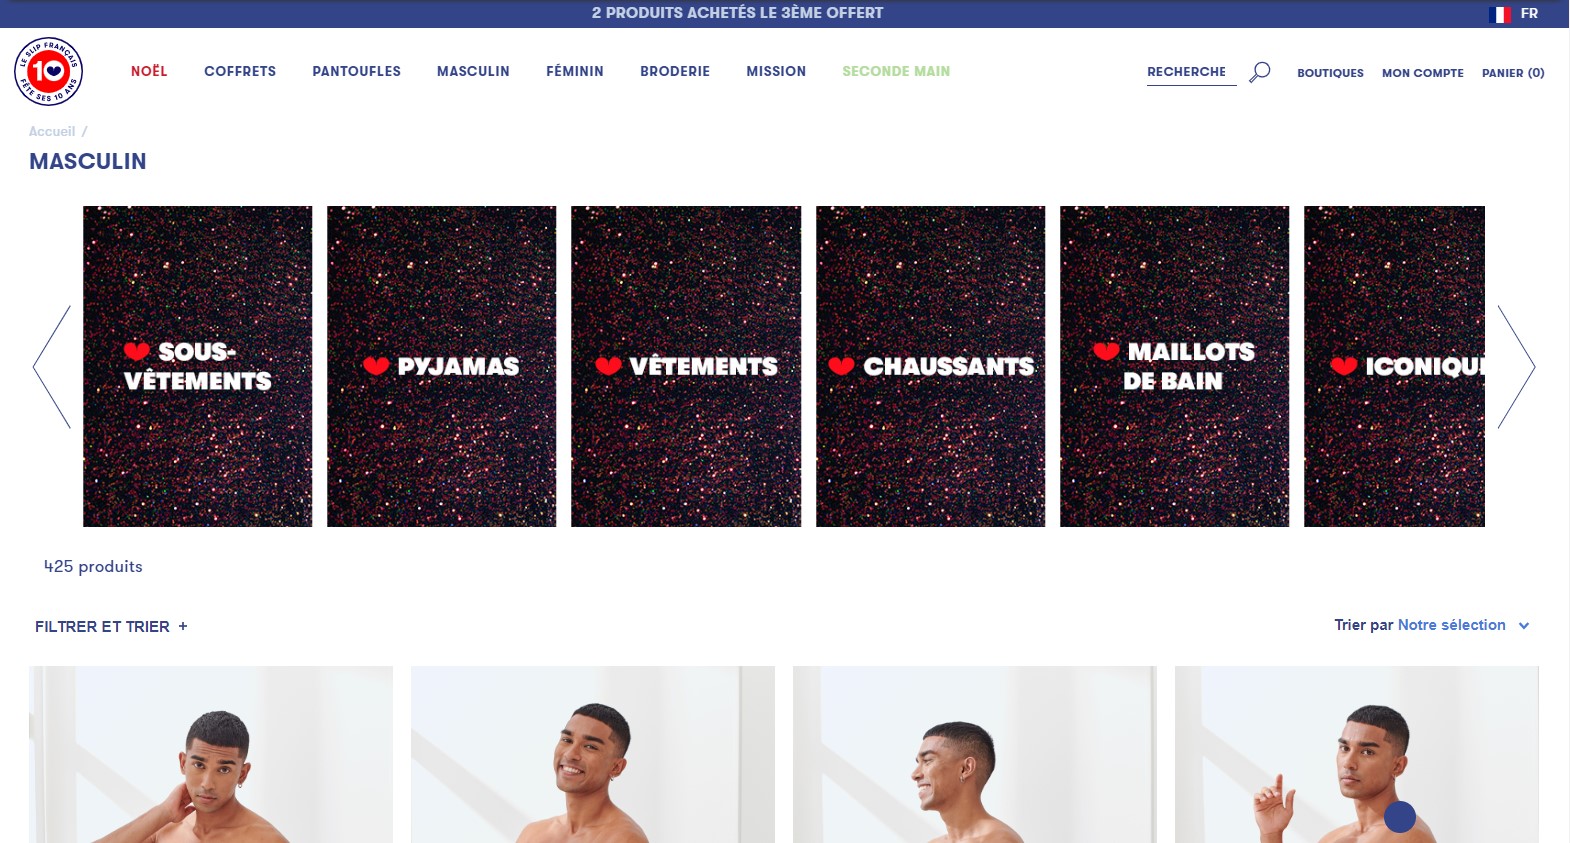 2 PRODUITS ACHETÉS LE 3ÈME OFFERT
FR
LE SLIP FRANÇAIS
10
FÊTE SES 10 ANS
NOËL
COFFRETS
PANTOUFLES
MASCULIN
FÉMININ
BRODERIE
MISSION
SECONDE MAIN
RECHERCHE
BOUTIQUES
MON COMPTE
PANIER (0)
Accueil /
MASCULIN
SOUS-
VÊTEMENTS
PYJAMAS
VÊTEMENTS
CHAUSSANTS
MAILLOTS
DE BAIN
ICONIQU
425 produits
FILTRER ET TRIER +
Trier par Notre sélection